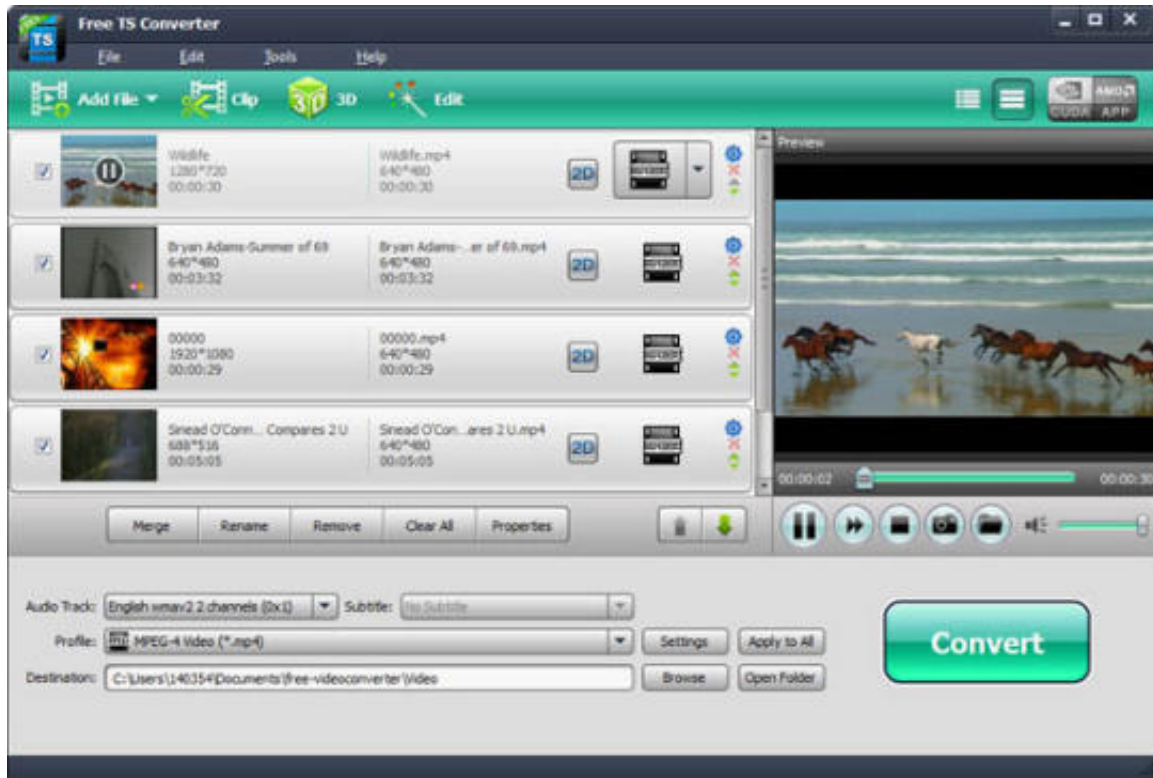 TS
Free TS Converter
File Edit Tools Help
Add File Clip 3D 3D Edit
CUDA APP
Wildlife Wildlife.mp4
1280*720 640*480
00:00:30 00:00:30
2D
Bryan Adams-Summer of 69 Bryan Adams-...er of 69.mp4
640*480 640*480
00:03:32 00:03:32
2D
00000 00000.mp4
1920*1080 640*480
00:00:29 00:00:29
2D
Sinead O'Conn... Compares 2 U Sinead O'Con...ares 2 U.mp4
688*516 640*480
00:05:05 00:05:05
2D
Preview
00:00:02 00:00:30
Merge Rename Remove Clear All Properties
Audio Track: English wmav2 2 channels (0x1) Subtitle: No Subtitle
Profile: MPEG-4 Video (*.mp4) Settings Apply to All
Destination: C:\Users\140354\Documents\free-videoconverter\Video Browse Open Folder
Convert